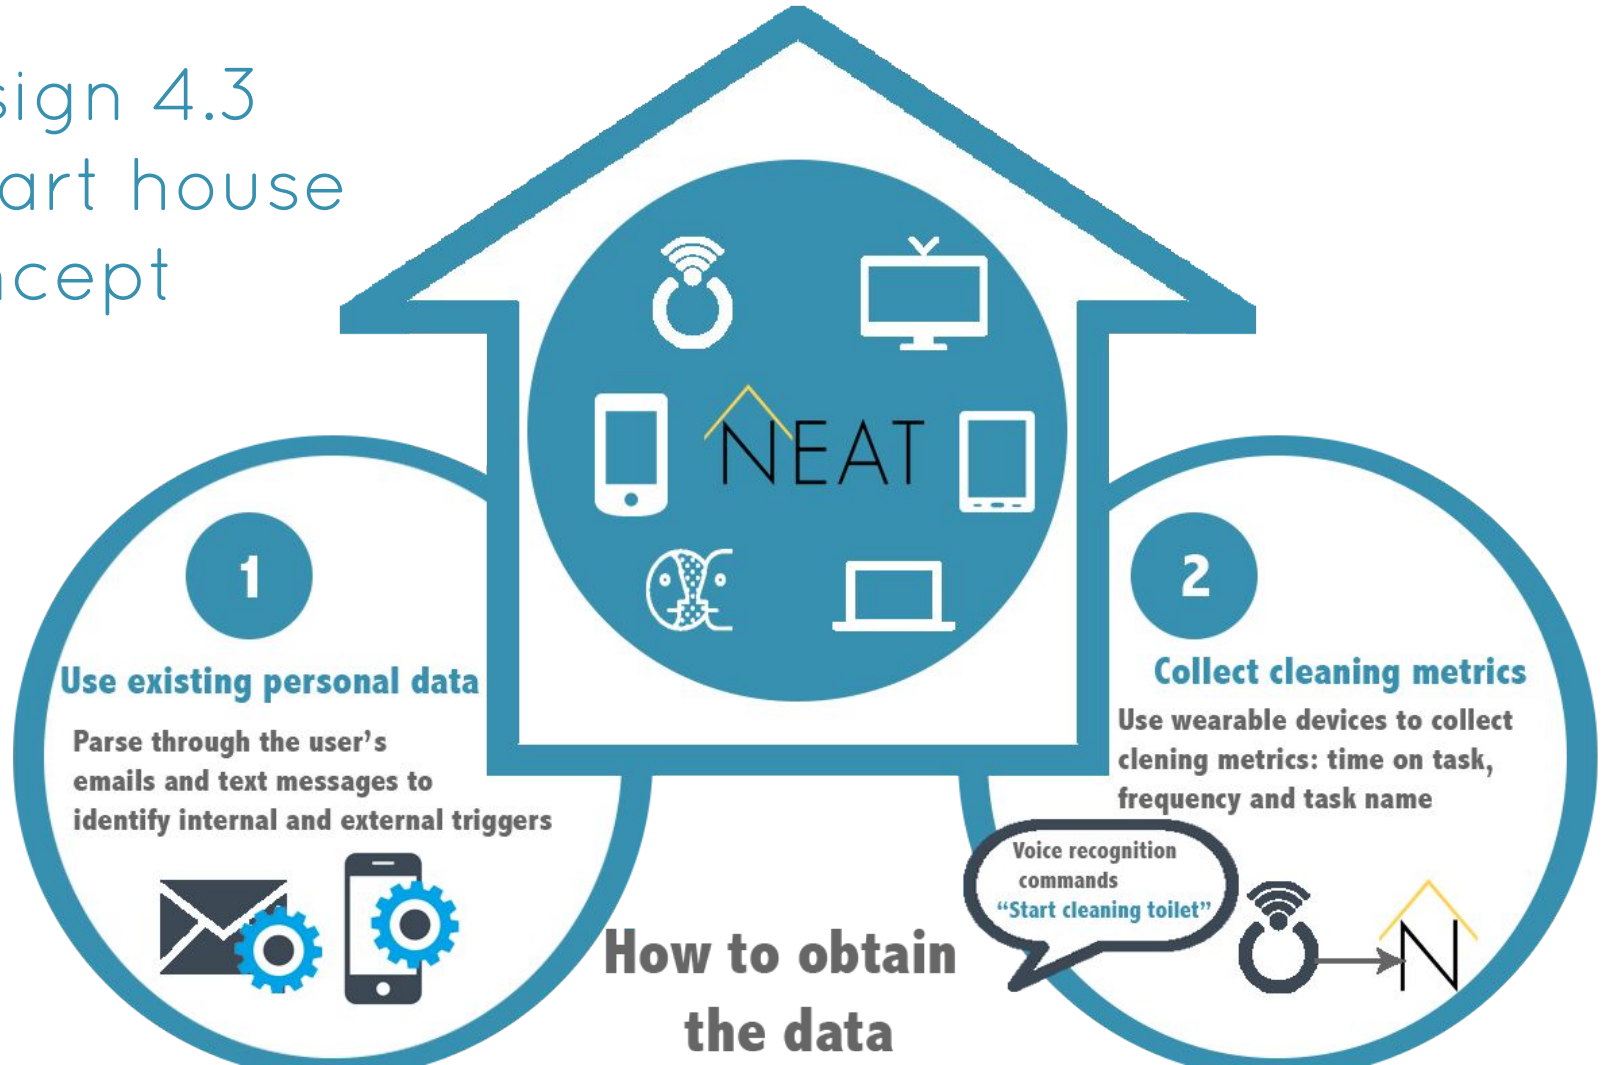 sign 4.3
art house
ncept
NEAT
1
Use existing personal data
Parse through the user's
emails and text messages to
identify internal and external triggers
2
Collect cleaning metrics
Use wearable devices to collect
clening metrics: time on task,
frequency and task name
Voice recognition
commands
“Start cleaning toilet”
N
How to obtain
the data